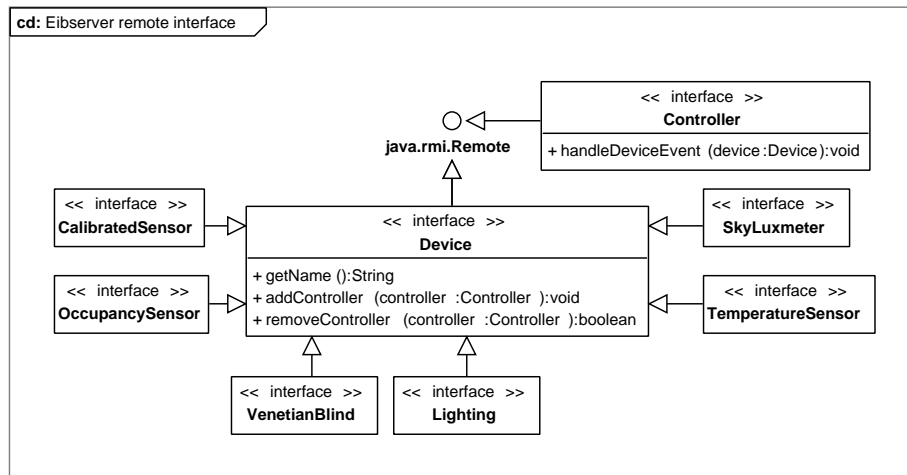 cd: Eibserver remote interface
<< interface >>
Controller
+ handleDeviceEvent (device:Device):void
java.rmi.Remote
<< interface >>
CalibratedSensor
<< interface >>
Device
+ getName ():String
+ addController (controller :Controller ):void
+ removeController (controller :Controller ):boolean
<< interface >>
SkyLuxmeter
<< interface >>
OccupancySensor
<< interface >>
TemperatureSensor
<< interface >>
VenetianBlind
<< interface >>
Lighting